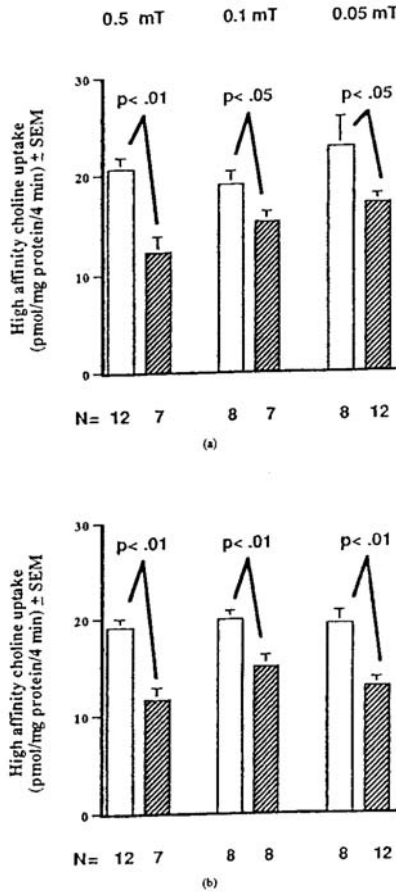 0.5 mT 0.1 mT 0.05 mT
High affinity choline uptake
(pmol/mg protein/4 min) ± SEM
30
20
10
0
p< .01 p< .05 p< .05
N= 12 7 8 7 8 12
(a)
High affinity choline uptake
(pmol/mg protein/4 min) ± SEM
30
20
10
0
p< .01 p< .01 p< .01
N= 12 7 8 8 8 12
(b)